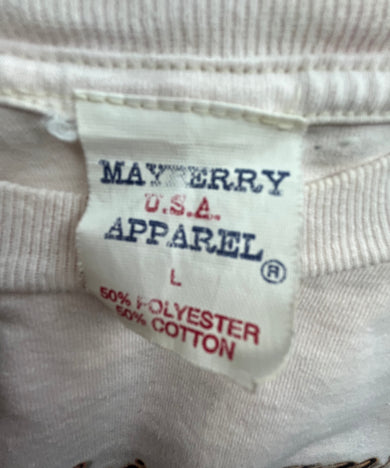 MAYBERRY
U.S.A.
APPAREL ®
L
50% POLYESTER
50% COTTON